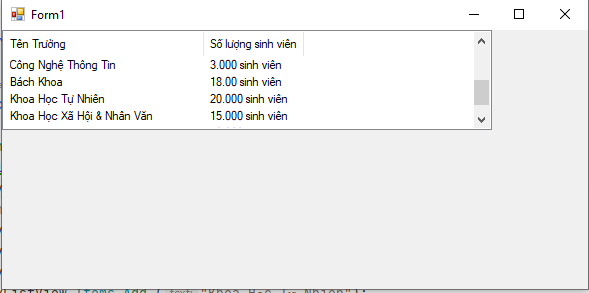 Form1
Tên Trường Số lượng sinh viên
Công Nghệ Thông Tin 3.000 sinh viên
Bách Khoa 18.00 sinh viên
Khoa Học Tự Nhiên 20.000 sinh viên
Khoa Học Xã Hội & Nhân Văn 15.000 sinh viên